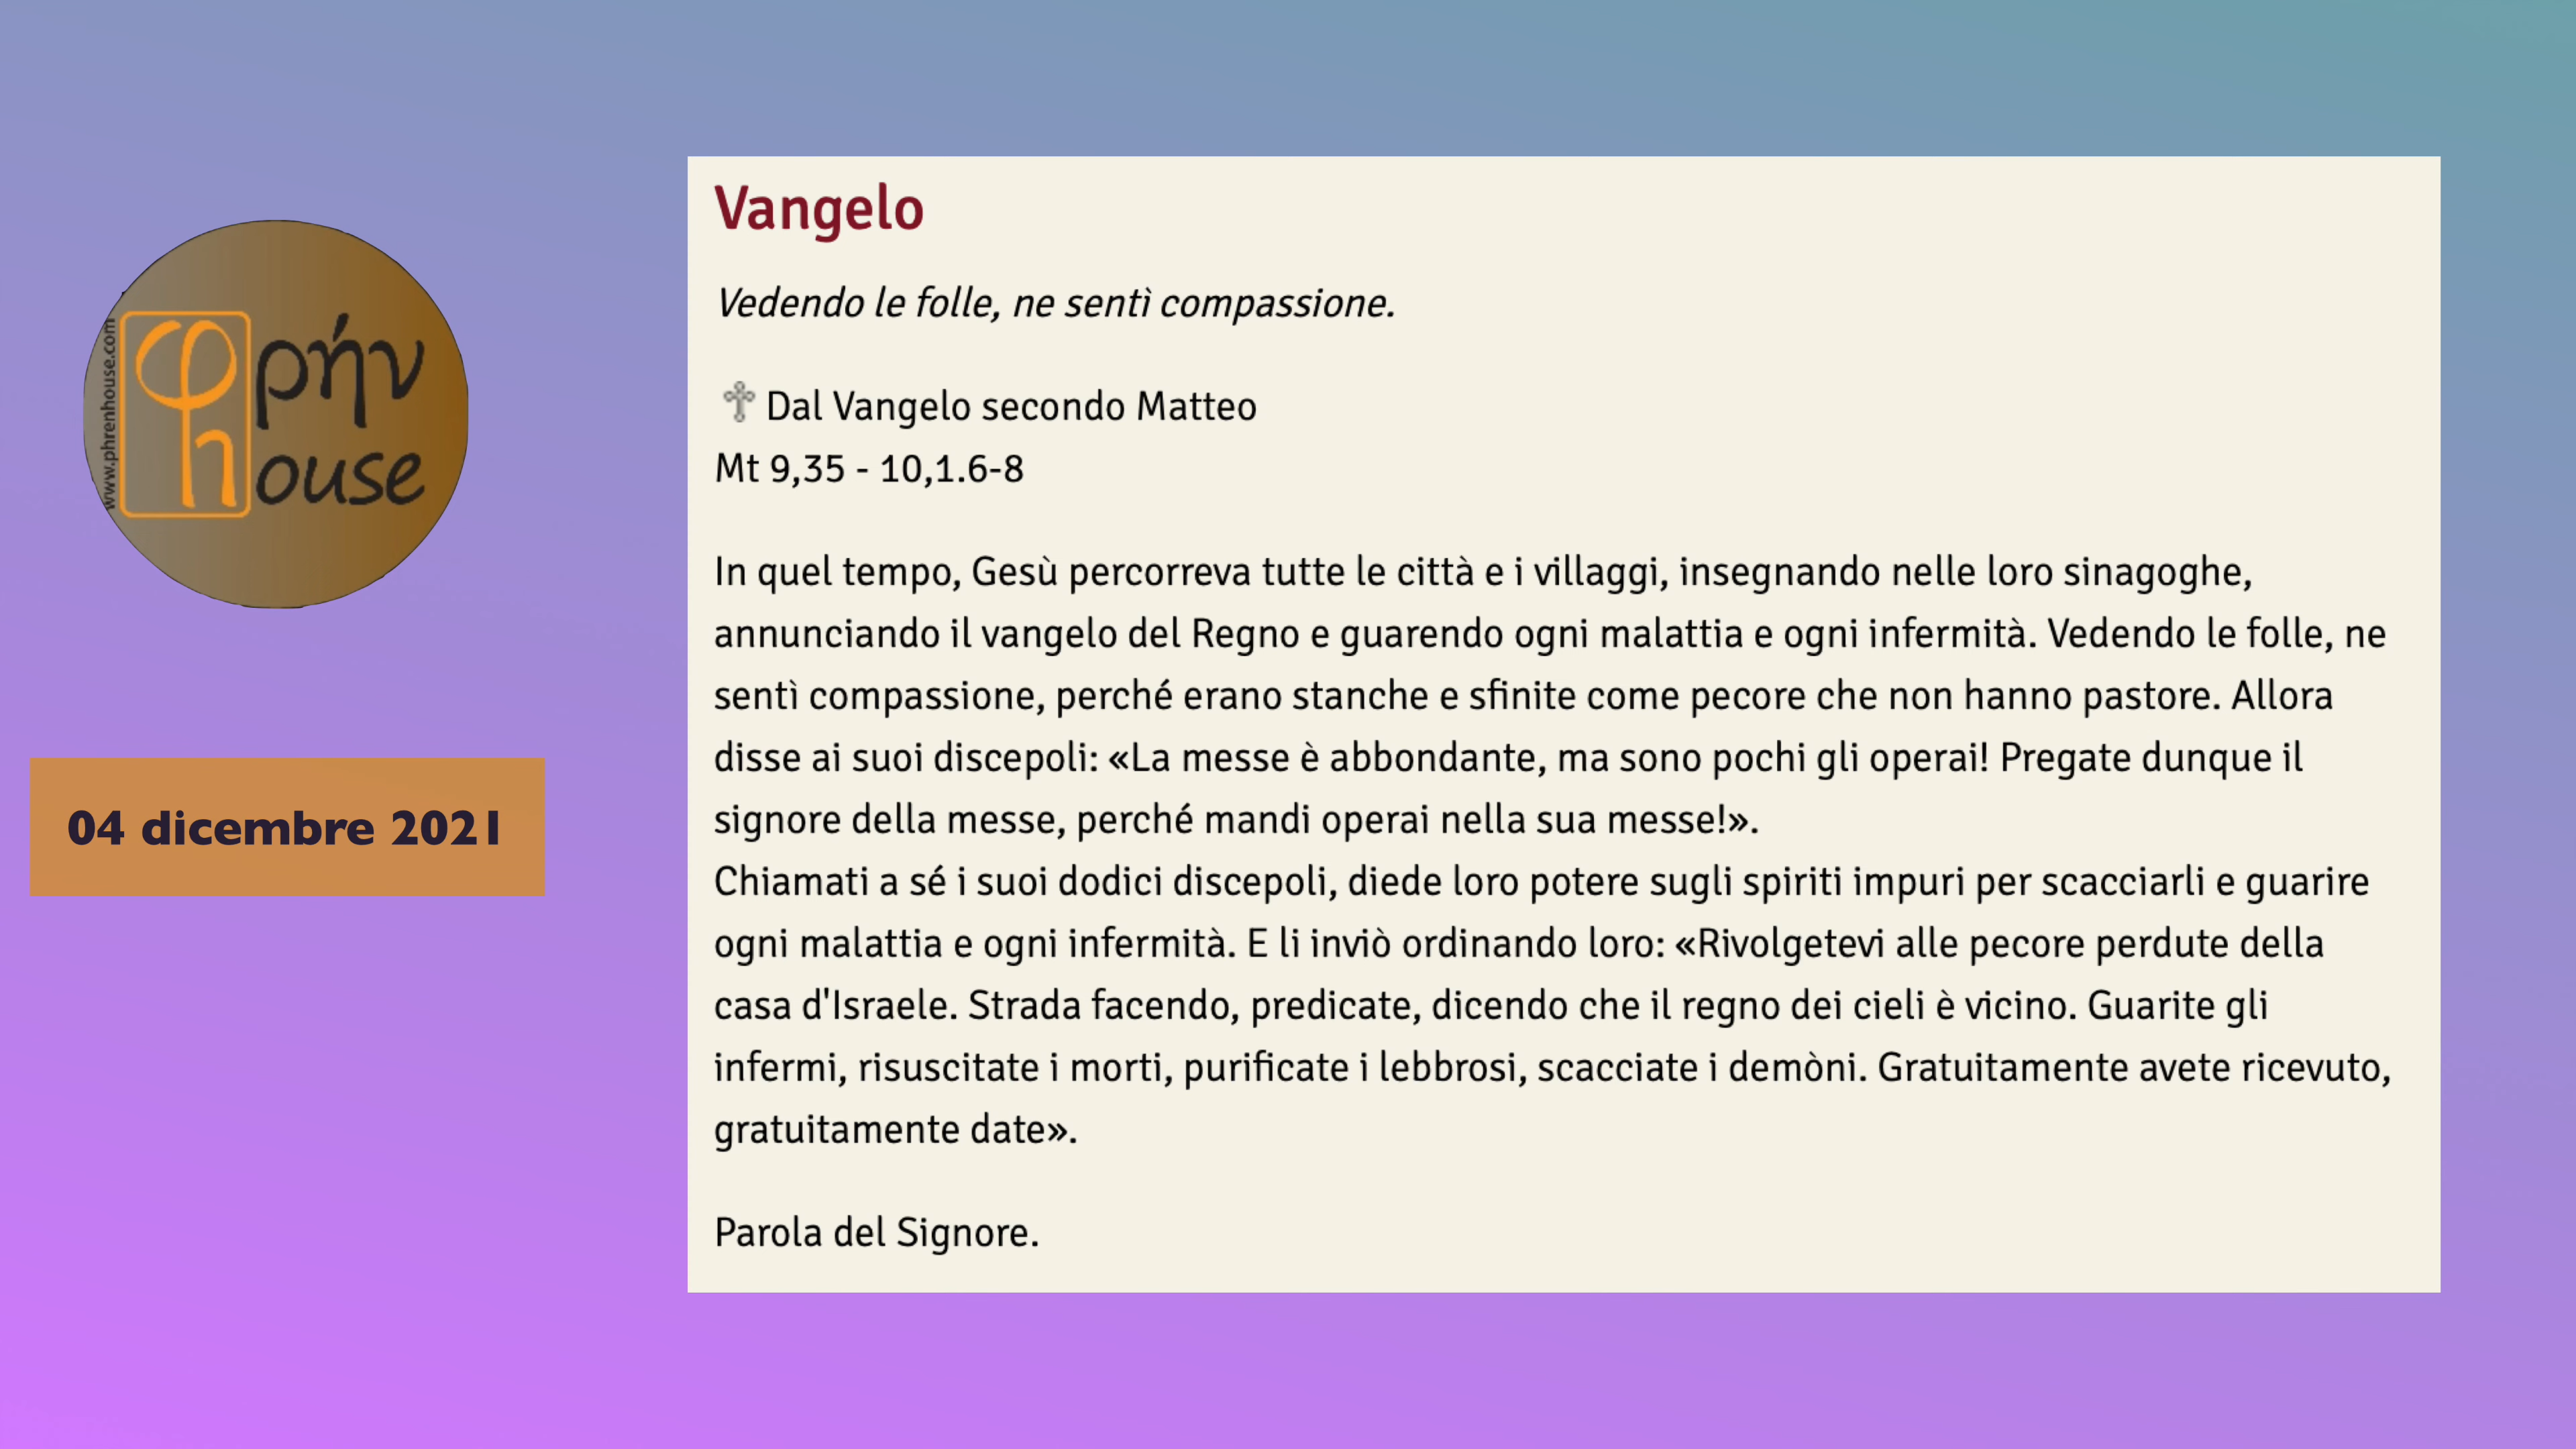 www.phrenhouse.com
φρήν
house
04 dicembre 2021
Vangelo
Vedendo le folle, ne sentì compassione.
Dal Vangelo secondo Matteo
Mt 9,35 - 10,1.6-8
In quel tempo, Gesù percorreva tutte le città e i villaggi, insegnando nelle loro sinagoghe,
annunciando il vangelo del Regno e guarendo ogni malattia e ogni infermità. Vedendo le folle, ne
sentì compassione, perché erano stanche e sfinite come pecore che non hanno pastore. Allora
disse ai suoi discepoli: «La messe è abbondante, ma sono pochi gli operai! Pregate dunque il
signore della messe, perché mandi operai nella sua messe!».
Chiamati a sé i suoi dodici discepoli, diede loro potere sugli spiriti impuri per scacciarli e guarire
ogni malattia e ogni infermità. E li inviò ordinando loro: «Rivolgetevi alle pecore perdute della
casa d'Israele. Strada facendo, predicate, dicendo che il regno dei cieli è vicino. Guarite gli
infermi, risuscitate i morti, purificate i lebbrosi, scacciate i demòni. Gratuitamente avete ricevuto,
gratuitamente date».
Parola del Signore.